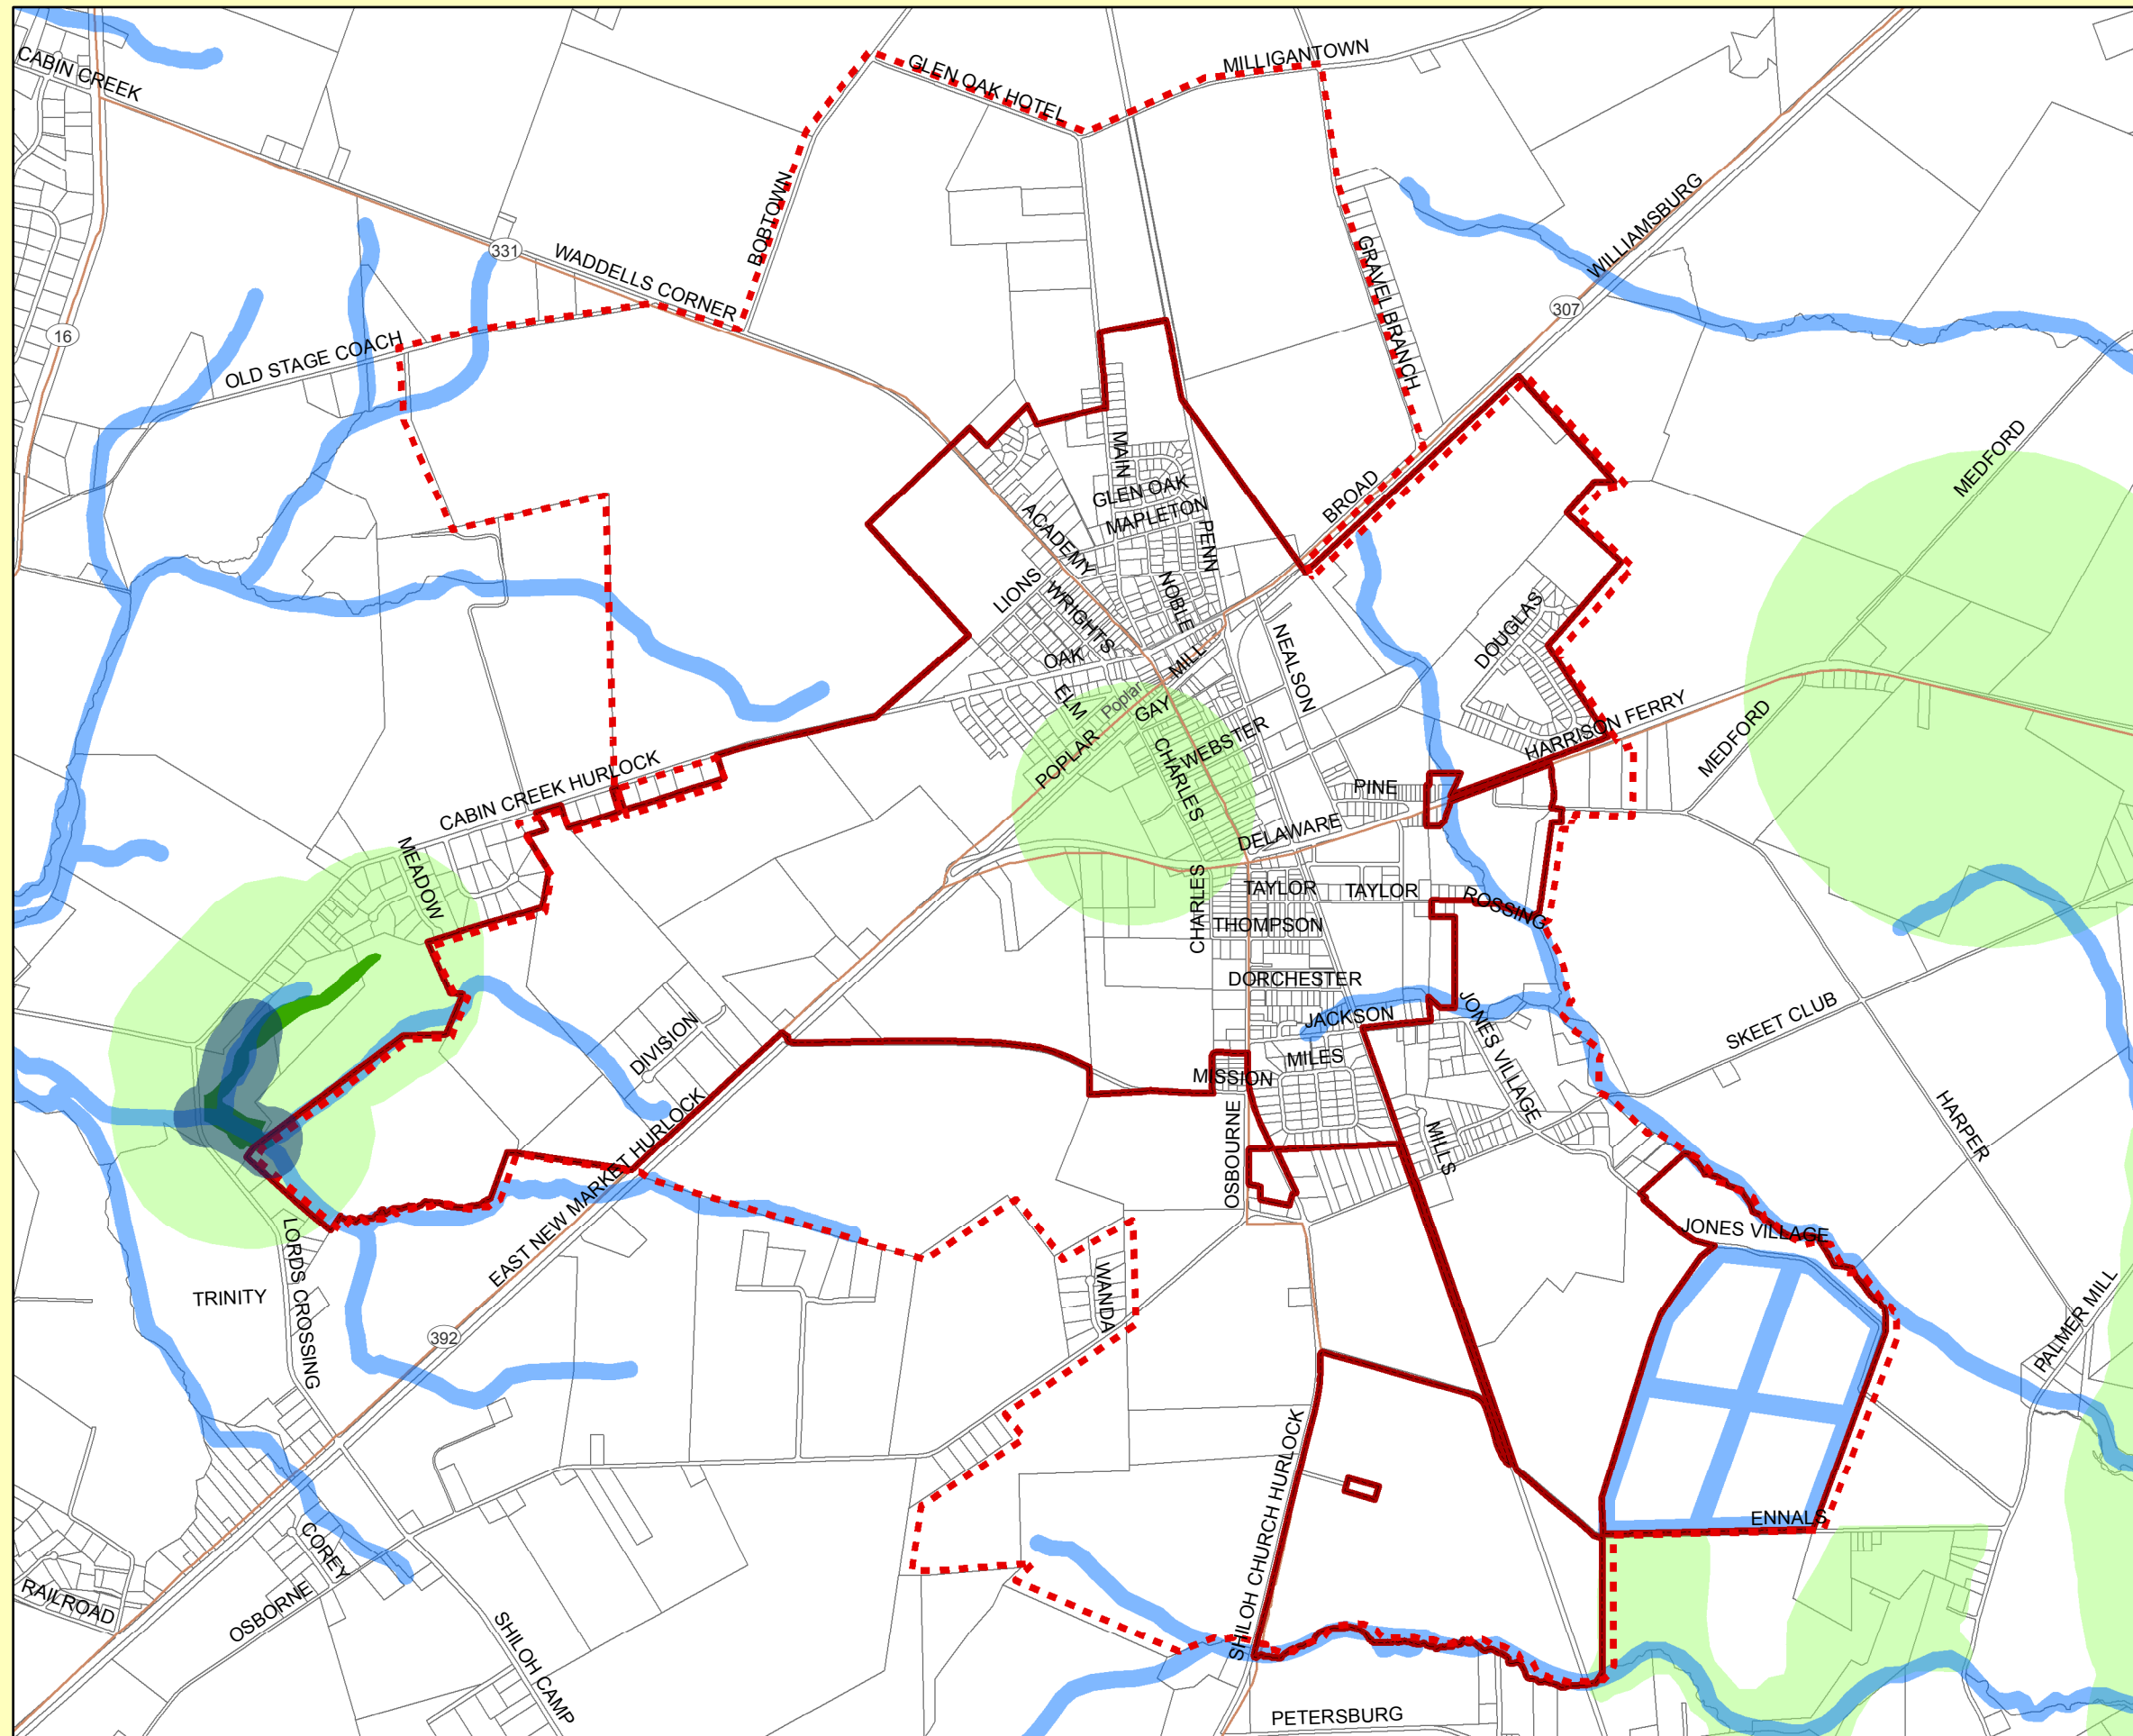 GLEN OAK HOTEL
MILLIGANTOWN
CABIN CREEK
BOBTOWN
WILLIAMSBURG
331
WADDELLS CORNER
GRAVEL BRANCH
307
16
OLD STAGE COACH
MAIN
MEDFORD
GLEN OAK
BROAD
MAPLETON
ACADEMY
PENN
LIONS
WRIGHTS
NOBLE
DOUGLAS
NEALSON
OAK
MILL
ELM
Poplar
GAY
POPLAR
CHARLES
WEBSTER
HARRISON FERRY
MEDFORD
CABIN CREEK HURLOCK
PINE
DELAWARE
MEADOW
CHARLES
TAYLOR
TAYLOR
ROSSING
THOMPSON
DORCHESTER
JACKSON
JONES VILLAGE
SKEET CLUB
DIVISION
MILES
MISSION
HARPER
OSBOURNE
MILLS
EAST NEW MARKET HURLOCK
JONES VILLAGE
LORDS CROSSING
TRINITY
WANDA
392
PALMER MILL
SHILOH CHURCH HURLOCK
ENNALS
COREY
RAILROAD
OSBORNE
SHILOH CAMP
PETERSBURG